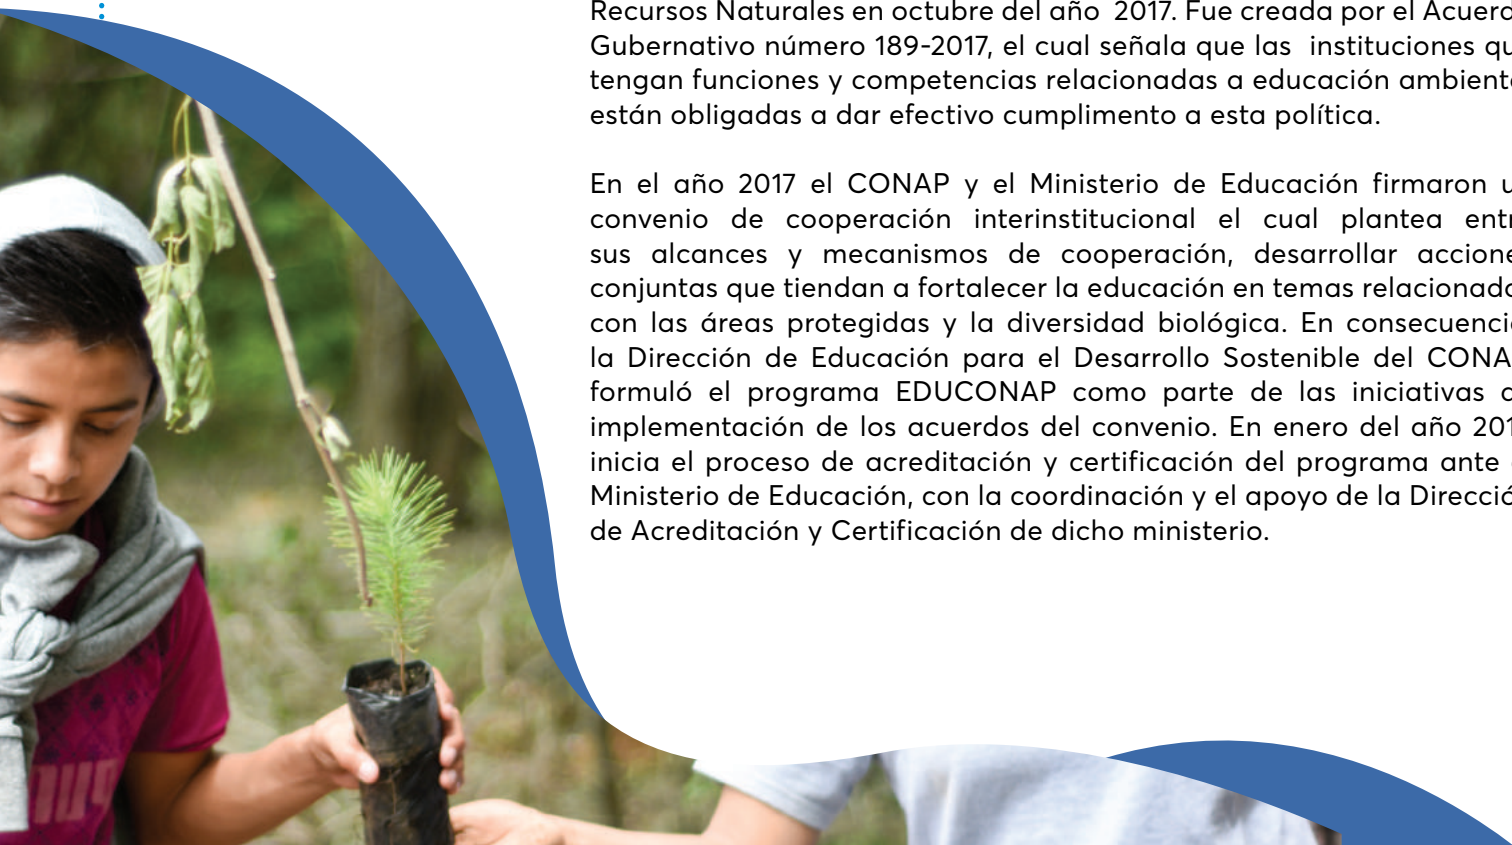 Recursos Naturales en octubre del año 2017. Fue creada por el
Gubernativo número 189-2017, el cual señala que las instituciones
tengan funciones y competencias relacionadas a educación
están obligadas a dar efectivo cumplimento a esta política.
En el año 2017 el CONAP y el Ministerio de Educación firmaron
convenio de cooperación interinstitucional el cual plantea
sus alcances y mecanismos de cooperación, desarrollar
conjuntas que tiendan a fortalecer la educación en temas
con las áreas protegidas y la diversidad biológica. En
la Dirección de Educación para el Desarrollo Sostenible del
formuló el programa EDUCONAP como parte de las iniciativas
implementación de los acuerdos del convenio. En enero del año
inicia el proceso de acreditación y certificación del programa ante
Ministerio de Educación, con la coordinación y el apoyo de la
de Acreditación y Certificación de dicho ministerio.